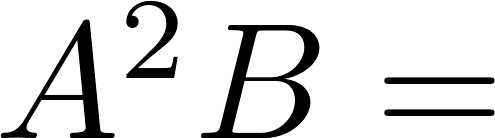 A²B =